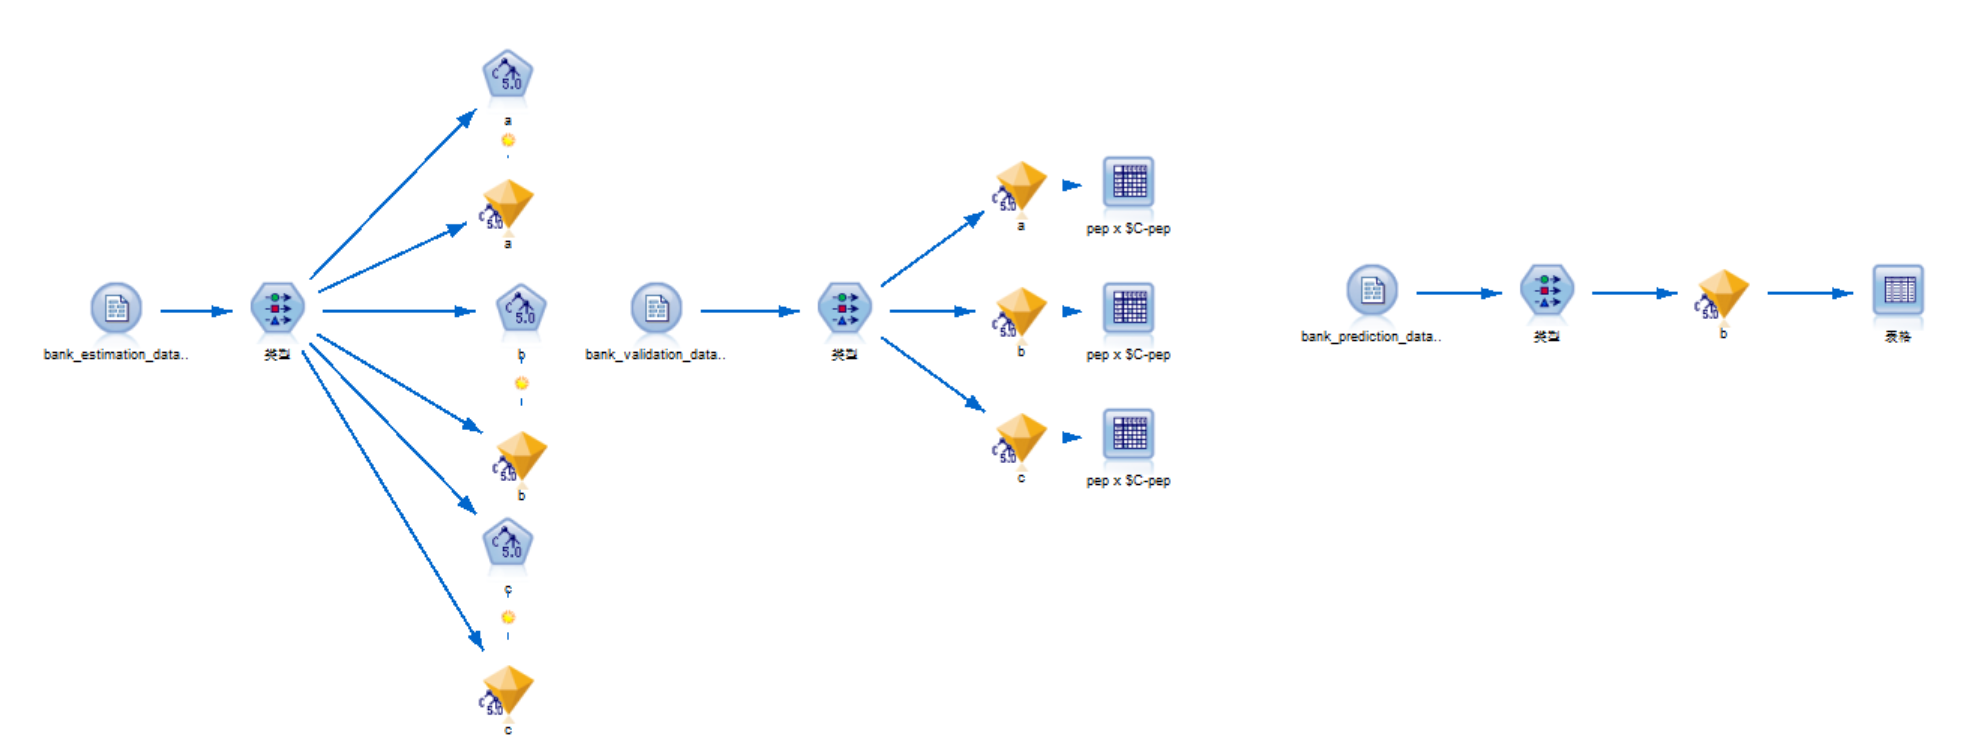 C 5.0
a
C 5.0
a
bank_estimation_data..
类型
C 5.0
b
C 5.0
b
C 5.0
c
C 5.0
c
bank_validation_data..
类型
C 5.0
a
pep x $C-pep
C 5.0
b
pep x $C-pep
C 5.0
c
pep x $C-pep
bank_prediction_data..
类型
C 5.0
b
表格